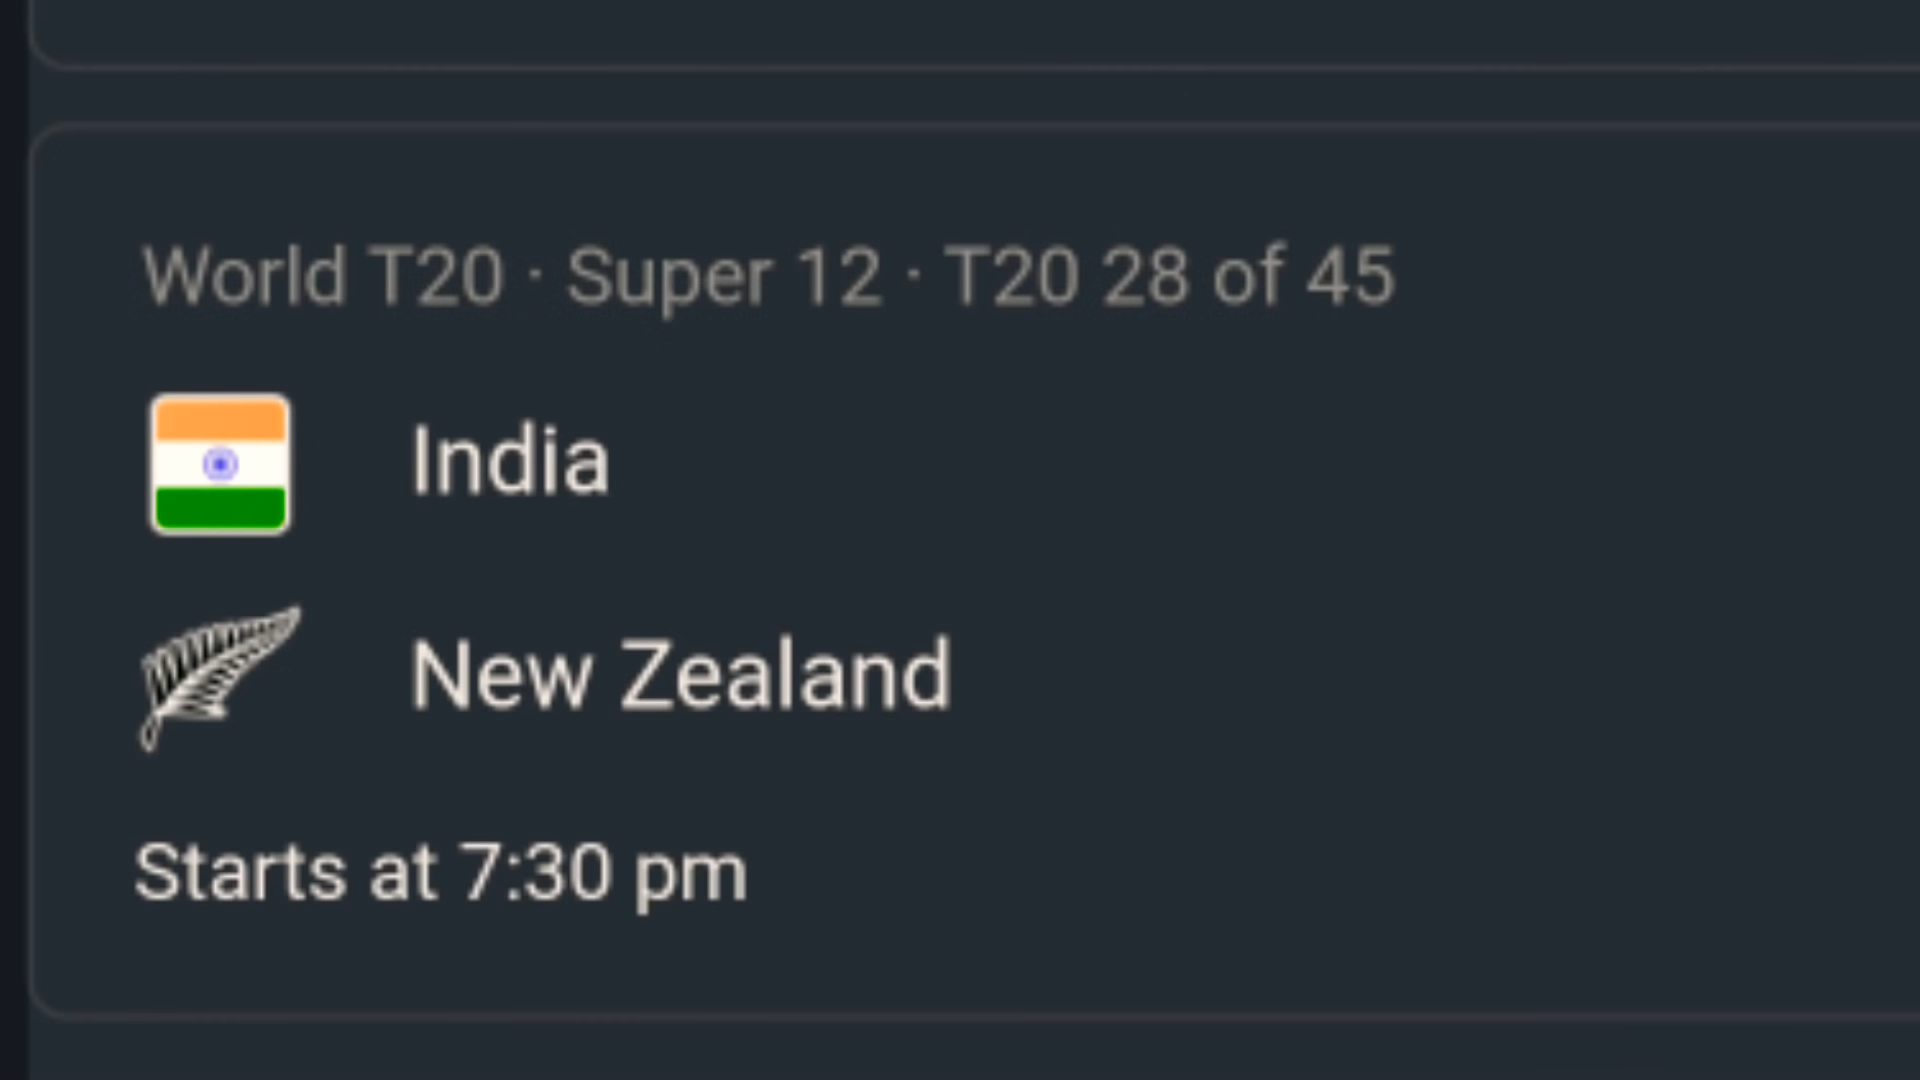 World T20 · Super 12 · T20 28 of 45
India
New Zealand
Starts at 7:30 pm